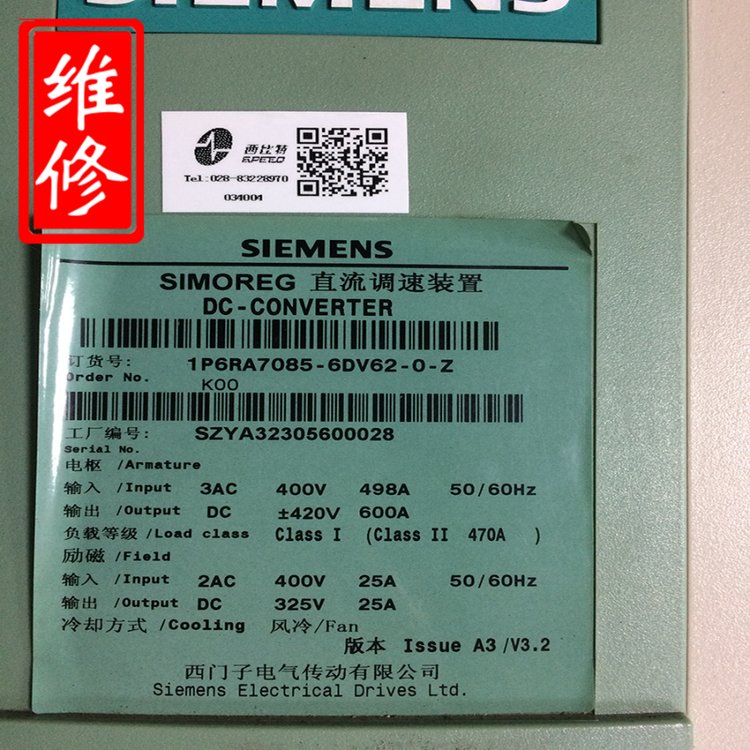 SIEMENS
维修
西比特
SPEED
Tel:028-83228970
034004
SIEMENS
SIMOREG 直流调速装置
DC-CONVERTER
订货号: 1P6RA7085-6DV62-0-Z
Order No. K00
工厂编号: SZYA32305600028
Serial No.
电枢 /Armature
输入 /Input 3AC 400V 498A 50/60Hz
输出 /Output DC ±420V 600A
负载等级 /Load class Class I (Class II 470A )
励磁 /Field
输入 /Input 2AC 400V 25A 50/60Hz
输出 /Output DC 325V 25A
冷却方式 /Cooling 风冷/Fan
版本 Issue A3 /V3.2
西门子电气传动有限公司
Siemens Electrical Drives Ltd.